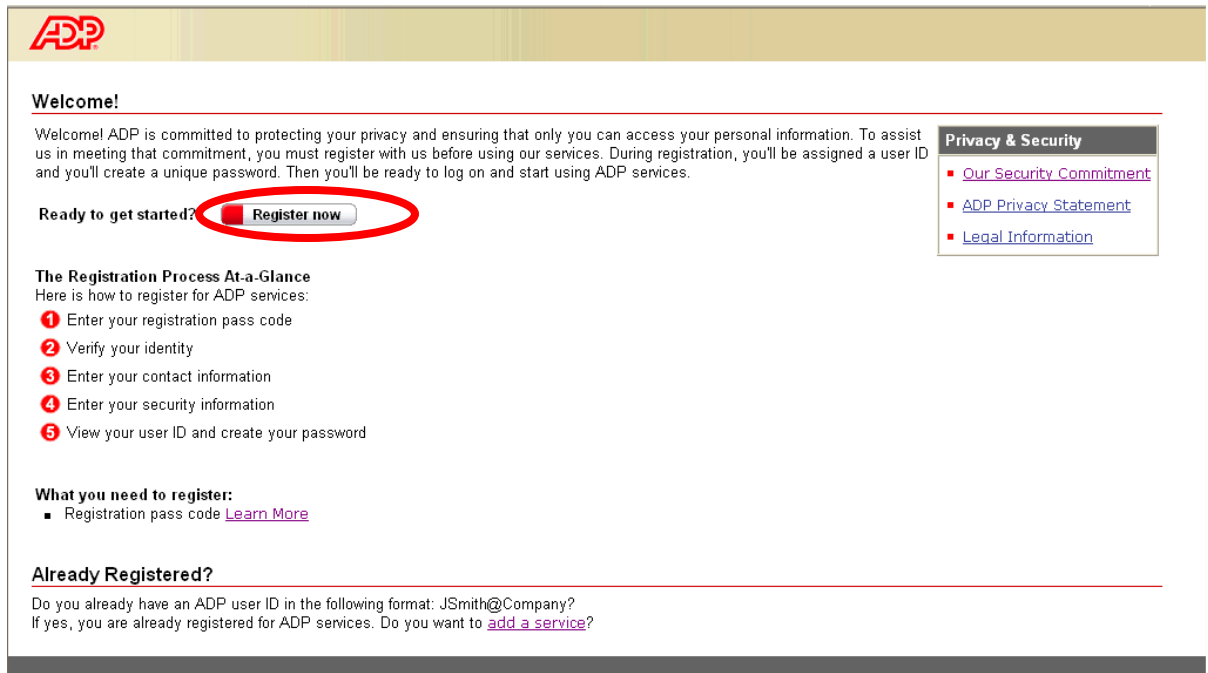 ADP
Welcome!
Welcome! ADP is committed to protecting your privacy and ensuring that only you can access your personal information. To assist
us in meeting that commitment, you must register with us before using our services. During registration, you'll be assigned a user ID
and you'll create a unique password. Then you'll be ready to log on and start using ADP services.
Privacy & Security
Our Security Commitment
ADP Privacy Statement
Legal Information
Ready to get started? Register now
The Registration Process At-a-Glance
Here is how to register for ADP services:
1 Enter your registration pass code
2 Verify your identity
3 Enter your contact information
4 Enter your security information
5 View your user ID and create your password
What you need to register:
Registration pass code Learn More
Already Registered?
Do you already have an ADP user ID in the following format: JSmith@Company?
If yes, you are already registered for ADP services. Do you want to add a service?